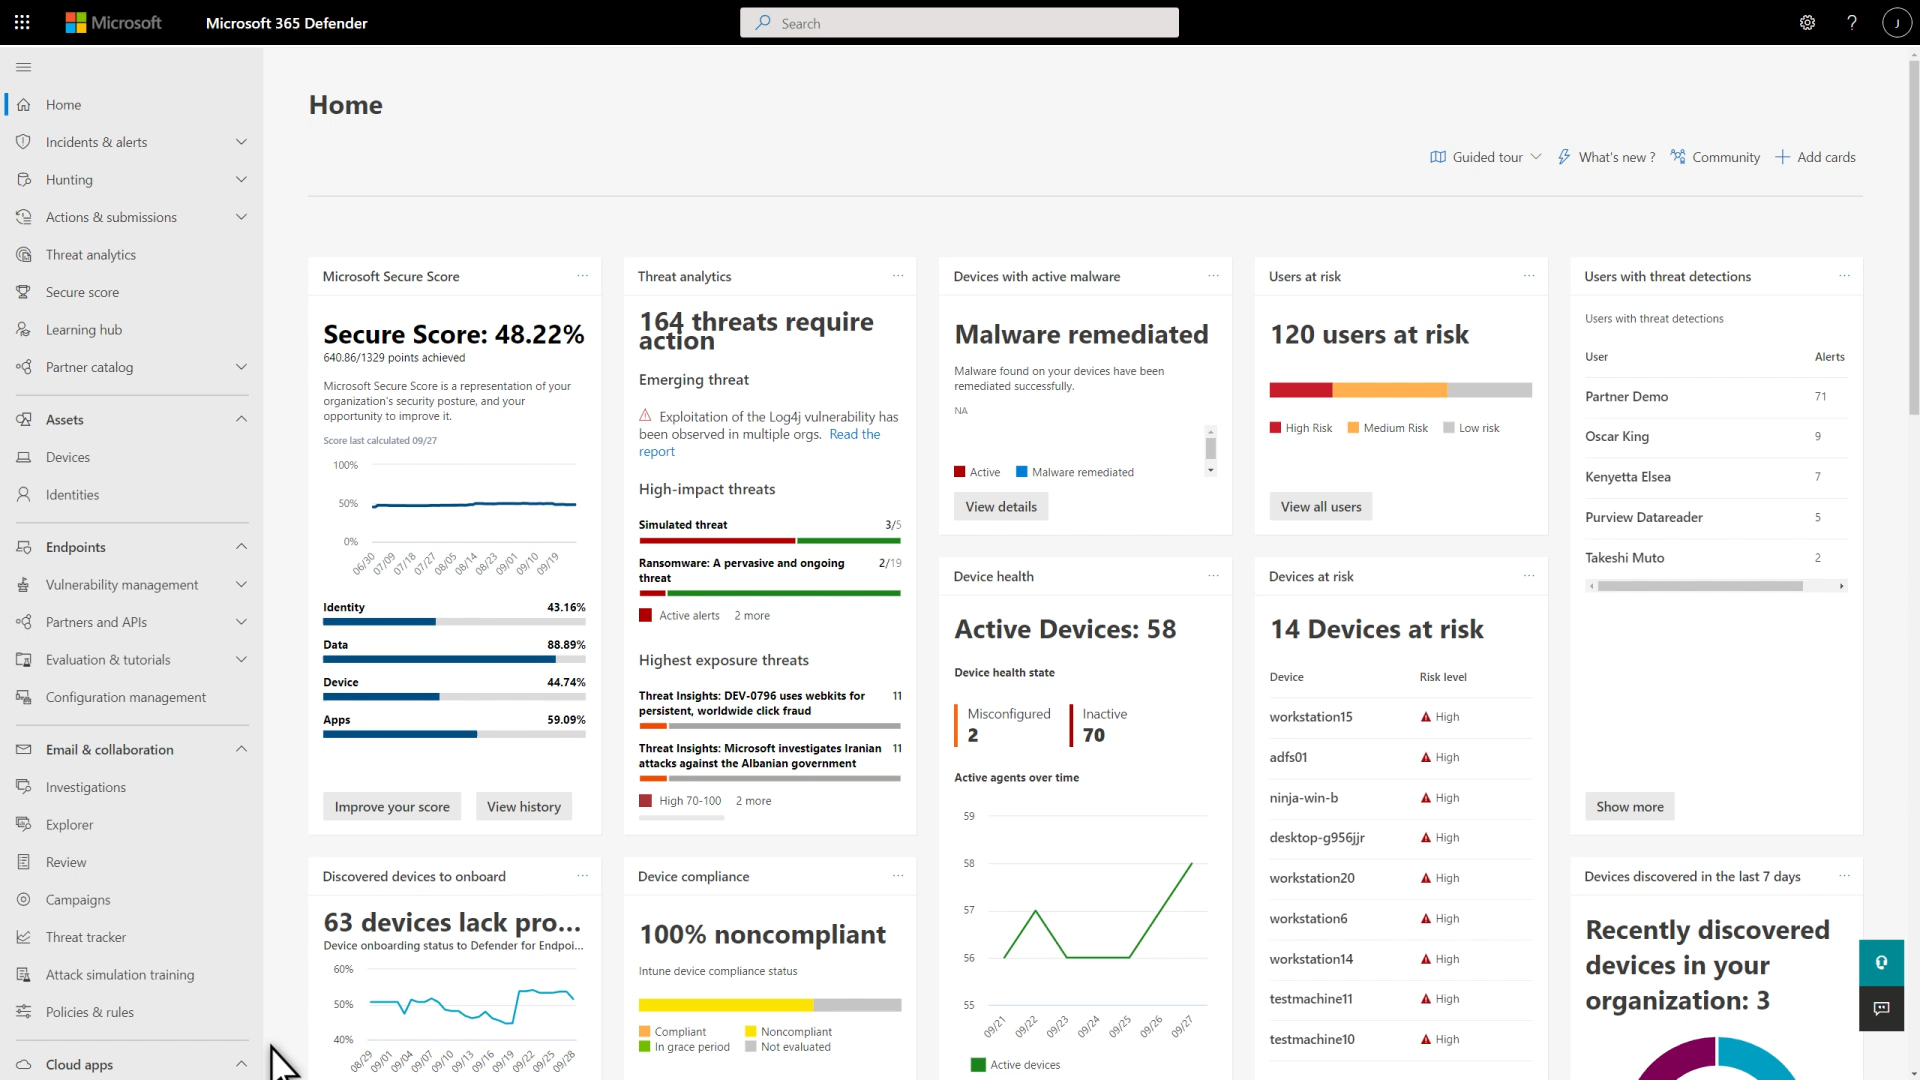 Microsoft
Microsoft 365 Defender
Search
?
J
Home
Incidents & alerts
Hunting
Actions & submissions
Threat analytics
Secure score
Learning hub
Partner catalog
Assets
Devices
Identities
Endpoints
Vulnerability management
Partners and APIs
Evaluation & tutorials
Configuration management
Email & collaboration
Investigations
Explorer
Review
Campaigns
Threat tracker
Attack simulation training
Policies & rules
Cloud apps
Home
Guided tour
What's new ?
Community
Add cards
Microsoft Secure Score
Secure Score: 48.22%
640.86/1329 points achieved
Microsoft Secure Score is a representation of your
organization's security posture, and your
opportunity to improve it.
Score last calculated 09/27
100%
50%
0%
06/30 07/09 07/18 07/27 08/05 08/14 08/23 09/01 09/10 09/19
Identity 43.16%
Data 88.89%
Device 44.74%
Apps 59.09%
Improve your score
View history
Threat analytics
164 threats require
action
Emerging threat
Exploitation of the Log4j vulnerability has
been observed in multiple orgs. Read the
report
High-impact threats
Simulated threat 3/5
Ransomware: A pervasive and ongoing 2/19
threat
Active alerts 2 more
Highest exposure threats
Threat Insights: DEV-0796 uses webkits for 11
persistent, worldwide click fraud
Threat Insights: Microsoft investigates Iranian 11
attacks against the Albanian government
High 70-100 2 more
Devices with active malware
Malware remediated
Malware found on your devices have been
remediated successfully.
NA
Active Malware remediated
View details
Users at risk
120 users at risk
High Risk Medium Risk Low risk
View all users
Users with threat detections
Users with threat detections
User Alerts
Partner Demo 71
Oscar King 9
Kenyetta Elsea 7
Purview Datareader 5
Takeshi Muto 2
Show more
Device health
Active Devices: 58
Device health state
Misconfigured
2
Inactive
70
Active agents over time
59
58
57
56
55
09/21 09/22 09/23 09/24 09/25 09/26 09/27
Active devices
Devices at risk
14 Devices at risk
Device Risk level
workstation15 High
adfs01 High
ninja-win-b High
desktop-g956jjr High
workstation20 High
workstation6 High
workstation14 High
testmachine11 High
testmachine10 High
Discovered devices to onboard
63 devices lack pro...
Device onboarding status to Defender for Endpoi...
60%
50%
40%
08/29 09/01 09/04 09/07 09/10 09/13 09/16 09/19 09/22 09/25 09/28
Device compliance
100% noncompliant
Intune device compliance status
Compliant Noncompliant
In grace period Not evaluated
Devices discovered in the last 7 days
Recently discovered
devices in your
organization: 3